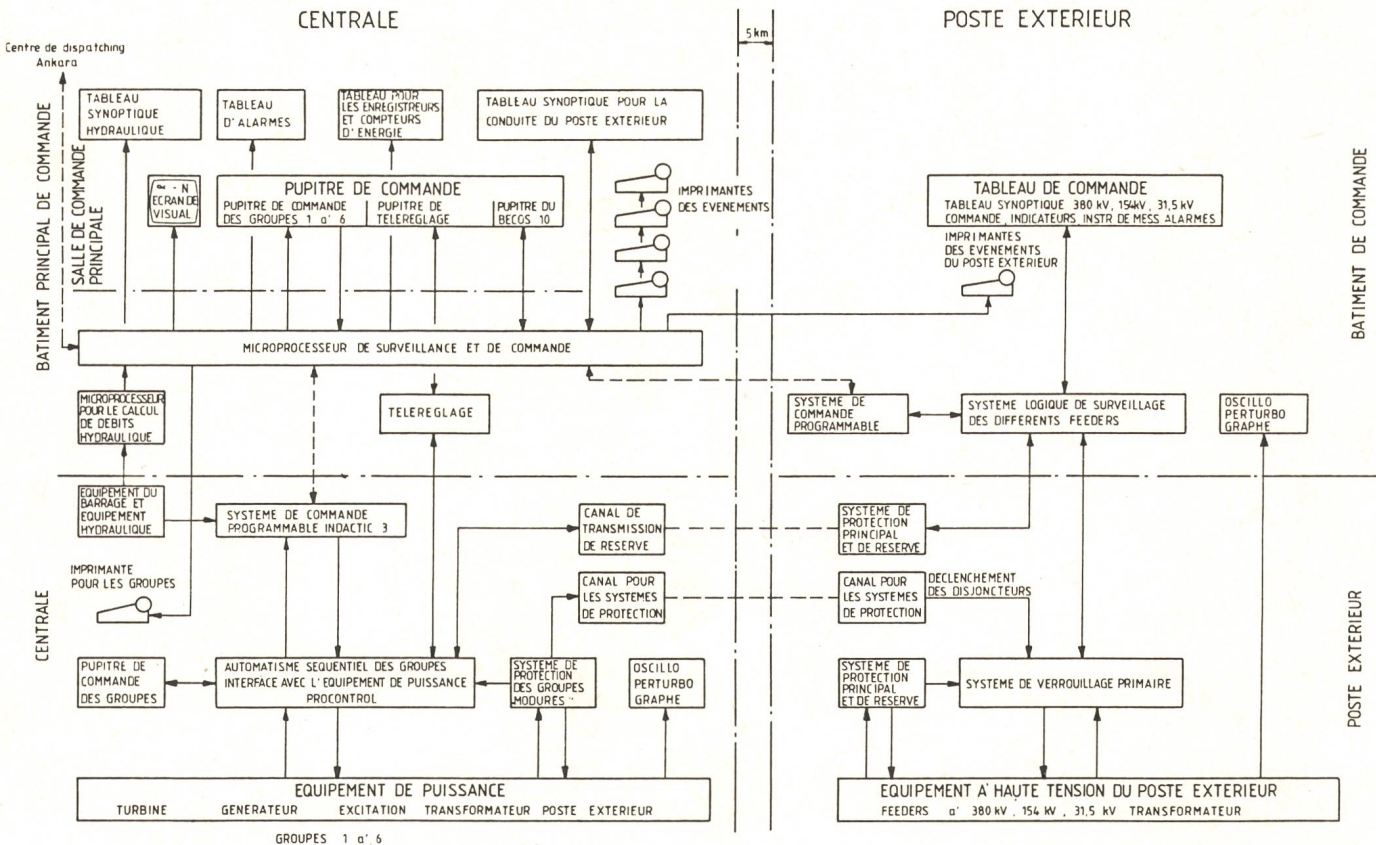 CENTRALE
5 km
POSTE EXTERIEUR
Centre de dispatching
Ankara
BATIMENT PRINCIPAL DE COMMANDE
SALLE DE COMMANDE
PRINCIPALE
TABLEAU
SYNOPTIQUE
HYDRAULIQUE
TABLEAU
D'ALARMES
TABLEAU POUR
LES ENREGISTREURS
ET COMPTEURS
D'ENERGIE
TABLEAU SYNOPTIQUE POUR LA
CONDUITE DU POSTE EXTERIEUR
α - N
ECRAN DE
VISUAL
PUPITRE DE COMMANDE
PUPITRE DE COMMANDE
DES GROUPES 1 a' 6
PUPITRE DE
TELEREGLAGE
PUPITRE DU
BECOS 10
IMPRIMANTES
DES EVENEMENTS
TABLEAU DE COMMANDE
TABLEAU SYNOPTIQUE 380 kV, 154kV, 31,5 kV
COMMANDE, INDICATEURS INSTR DE MESS ALARMES
IMPRIMANTES
DES EVENEMENTS
DU POSTE EXTERIEUR
BATIMENT DE COMMANDE
MICROPROCESSEUR DE SURVEILLANCE ET DE COMMANDE
MICROPROCESSEUR
POUR LE CALCUL
DE DEBITS
HYDRAULIQUE
TELEREGLAGE
SYSTÈME DE
COMMANDE
PROGRAMMABLE
SYSTÈME LOGIQUE DE SURVEILLAGE
DES DIFFERENTS FEEDERS
OSCILLO
PERTURBO
GRAPHE
CENTRALE
EQUIPEMENT DU
BARRAGE ET
EQUIPEMENT
HYDRAULIQUE
SYSTÈME DE COMMANDE
PROGRAMMABLE INDACTIC 3
CANAL DE
TRANSMISSION
DE RESERVE
SYSTÈME DE
PROTECTION
PRINCIPAL
ET DE RESERVE
IMPRIMANTE
POUR LES GROUPES
CANAL POUR
LES SYSTEMES
DE PROTECTION
CANAL POUR
LES SYSTEMES
DE PROTECTION
DECLENCHEMENT
DES DISJONCTEURS
PUPITRE DE
COMMANDE
DES GROUPES
AUTOMATISME SEQUENTIEL DES GROUPES
INTERFACE AVEC L'EQUIPEMENT DE PUISSANCE
PROCONTROL
SYSTÈME DE
PROTECTION
DES GROUPES
"MODURES"
OSCILLO
PERTURBO
GRAPHE
SYSTÈME DE
PROTECTION
PRINCIPAL
ET DE RESERVE
SYSTÈME DE VERROUILLAGE PRIMAIRE
POSTE EXTERIEUR
EQUIPEMENT DE PUISSANCE
TURBINE GENERATEUR EXCITATION TRANSFORMATEUR POSTE EXTERIEUR
GROUPES 1 a' 6
EQUIPEMENT A' HAUTE TENSION DU POSTE EXTERIEUR
FEEDERS a' 380 kV, 154 kV, 31,5 kV TRANSFORMATEUR